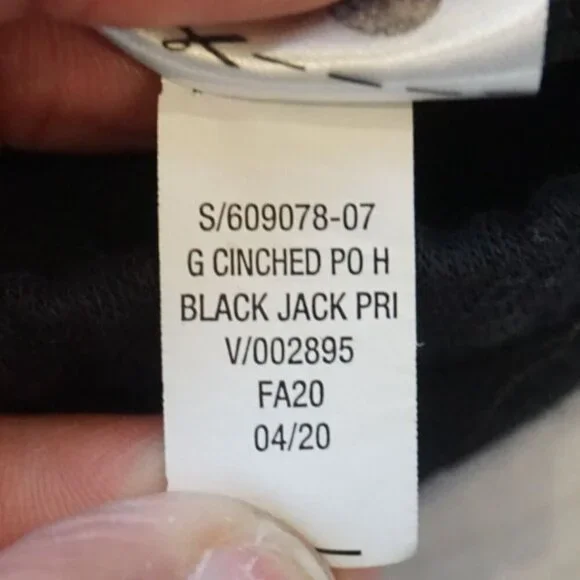 S/609078-07
G CINCHED PO H
BLACK JACK PRI
V/002895
FA20
04/20